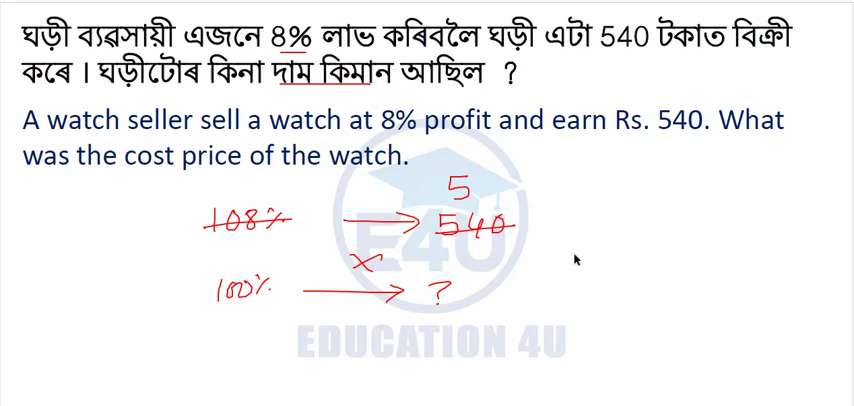 ঘড়ী ব্যৱসায়ী এজনে 8% লাভ কৰিবলৈ ঘড়ী এটা 540 টকাত বিক্ৰী
কৰে । ঘড়ীটোৰ কিনা দাম কিমান আছিল ?
A watch seller sell a watch at 8% profit and earn Rs. 540. What
was the cost price of the watch.
5
108% → 540
x
100% → ?
E4U
EDUCATION 4U